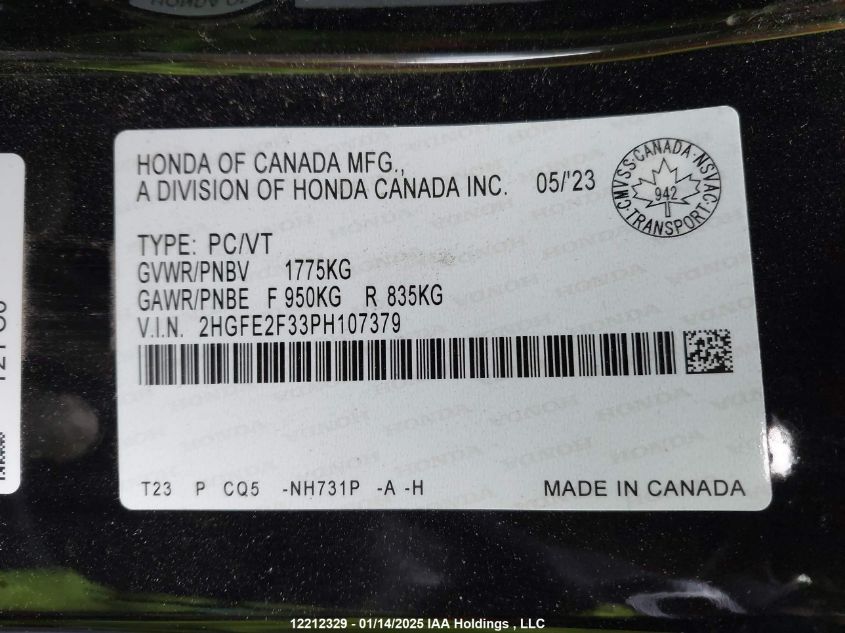 HONDA OF CANADA MFG.,
A DIVISION OF HONDA CANADA INC. 05/'23
CMVSS·CANADA·NSVAC·TRANSPORT·
942
TYPE: PC/VT
GVWR/PNBV 1775KG
GAWR/PNBE F 950KG R 835KG
V.I.N. 2HGFE2F33PH107379
T23 P CQ5 -NH731P -A -H MADE IN CANADA
12212329 - 01/14/2025 IAA Holdings , LLC